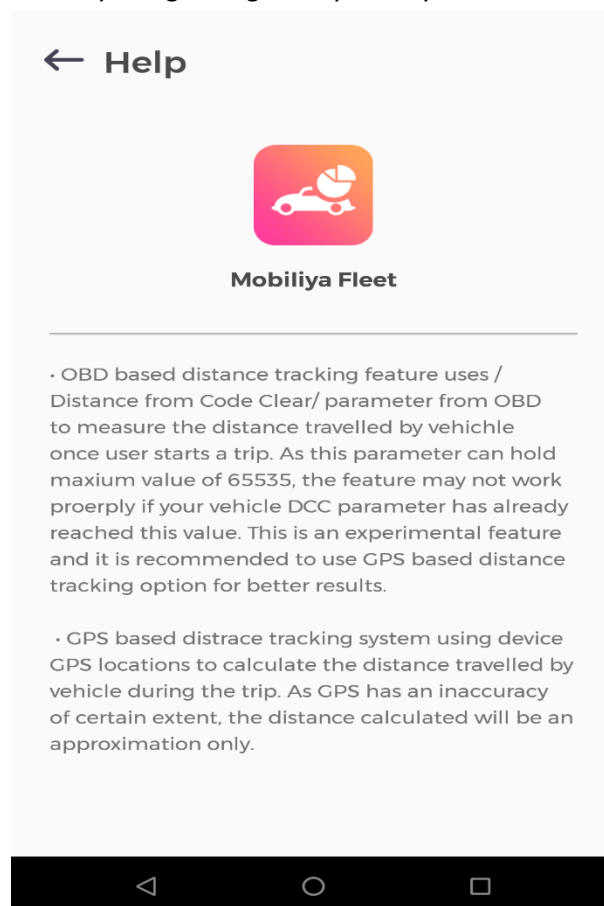 Help
Mobiliya Fleet
• OBD based distance tracking feature uses /
Distance from Code Clear/ parameter from OBD
to measure the distance travelled by vehichle
once user starts a trip. As this parameter can hold
maxium value of 65535, the feature may not work
proerply if your vehicle DCC parameter has already
reached this value. This is an experimental feature
and it is recommended to use GPS based distance
tracking option for better results.
• GPS based distrace tracking system using device
GPS locations to calculate the distance travelled by
vehicle during the trip. As GPS has an inaccuracy
of certain extent, the distance calculated will be an
approximation only.